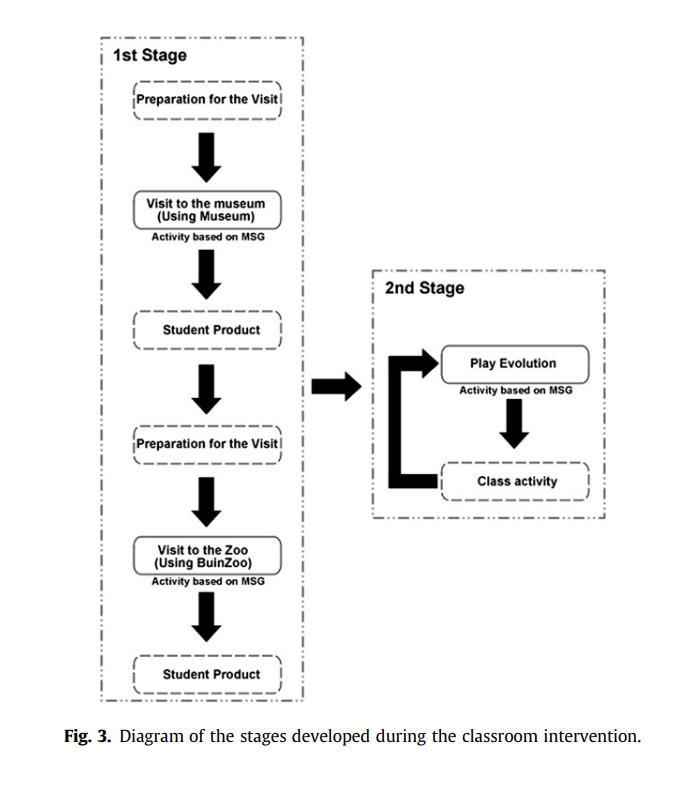 1st Stage
Preparation for the Visit
Visit to the museum
(Using Museum)
Activity based on MSG
Student Product
Preparation for the Visit
Visit to the Zoo
(Using BuinZoo)
Activity based on MSG
Student Product
2nd Stage
Play Evolution
Activity based on MSG
Class activity
Fig. 3. Diagram of the stages developed during the classroom intervention.